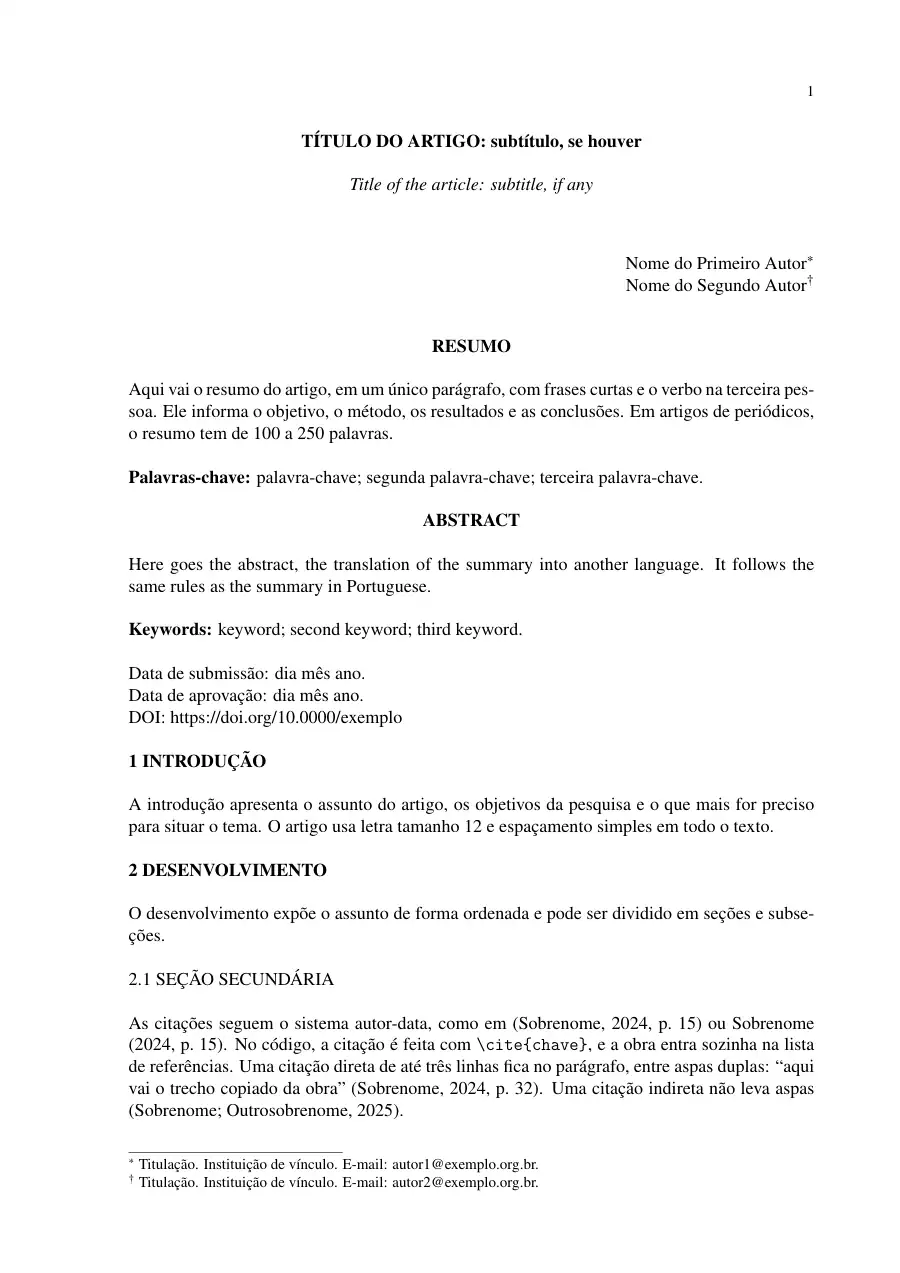 1
TÍTULO DO ARTIGO: subtítulo, se houver
Title of the article: subtitle, if any
Nome do Primeiro Autor*
Nome do Segundo Autor†
RESUMO
Aqui vai o resumo do artigo, em um único parágrafo, com frases curtas e o verbo na terceira pes-
soa. Ele informa o objetivo, o método, os resultados e as conclusões. Em artigos de periódicos,
o resumo tem de 100 a 250 palavras.
Palavras-chave: palavra-chave; segunda palavra-chave; terceira palavra-chave.
ABSTRACT
Here goes the abstract, the translation of the summary into another language. It follows the
same rules as the summary in Portuguese.
Keywords: keyword; second keyword; third keyword.
Data de submissão: dia mês ano.
Data de aprovação: dia mês ano.
DOI: https://doi.org/10.0000/exemplo
1 INTRODUÇÃO
A introdução apresenta o assunto do artigo, os objetivos da pesquisa e o que mais for preciso
para situar o tema. O artigo usa letra tamanho 12 e espaçamento simples em todo o texto.
2 DESENVOLVIMENTO
O desenvolvimento expõe o assunto de forma ordenada e pode ser dividido em seções e subse-
ções.
2.1 SEÇÃO SECUNDÁRIA
As citações seguem o sistema autor-data, como em (Sobrenome, 2024, p. 15) ou Sobrenome
(2024, p. 15). No código, a citação é feita com \cite{chave}, e a obra entra sozinha na lista
de referências. Uma citação direta de até três linhas fica no parágrafo, entre aspas duplas: “aqui
vai o trecho copiado da obra” (Sobrenome, 2024, p. 32). Uma citação indireta não leva aspas
(Sobrenome; Outrosobrenome, 2025).
* Titulação. Instituição de vínculo. E-mail: autor1@exemplo.org.br.
† Titulação. Instituição de vínculo. E-mail: autor2@exemplo.org.br.